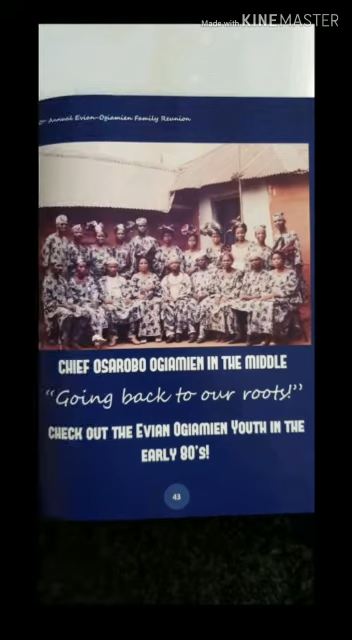 Made with KINEMASTER
Annual Evian-Ogiamien Family Reunion
CHIEF OSAROBO OGIAMIEN IN THE MIDDLE
"Going back to our roots!"
CHECK OUT THE EVIAN OGIAMIEN YOUTH IN THE
EARLY 80'S!
43